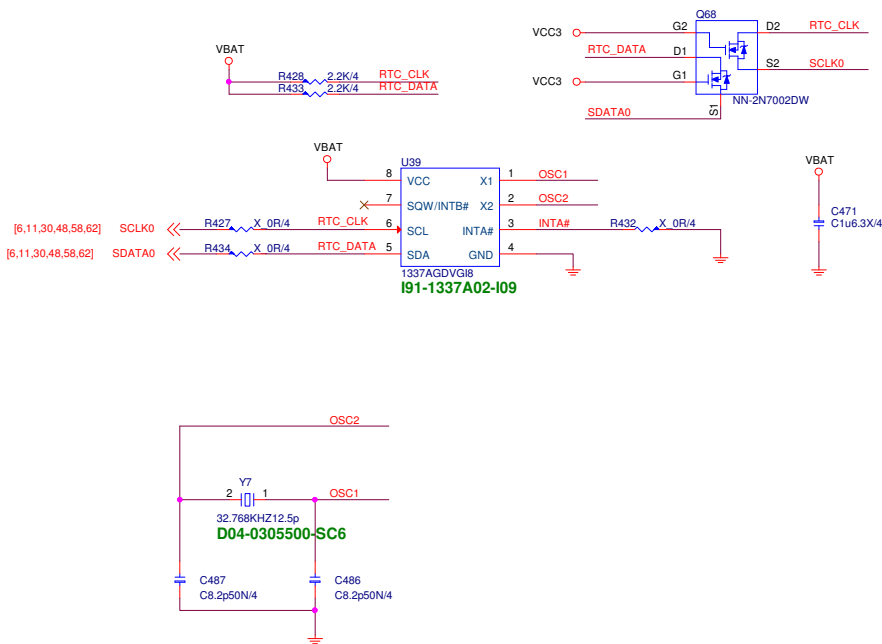 Q68
VCC3
G2
D2
RTC_CLK
RTC_DATA
D1
S2
SCLK0
VCC3
G1
S1
NN-2N7002DW
SDATA0
VBAT
R428
2.2K/4
RTC_CLK
R433
2.2K/4
RTC_DATA
VBAT
U39
8
VCC
X1
1
OSC1
7
SQW/INTB#
X2
2
OSC2
[6,11,30,48,58,62]
SCLK0
R427
X_0R/4
RTC_CLK
6
SCL
INTA#
3
INTA#
R432
X_0R/4
[6,11,30,48,58,62]
SDATA0
R434
X_0R/4
RTC_DATA
5
SDA
GND
4
1337AGDVGI8
I91-1337A02-I09
VBAT
C471
C1u6.3X/4
OSC2
Y7
2
1
OSC1
32.768KHZ12.5p
D04-0305500-SC6
C487
C8.2p50N/4
C486
C8.2p50N/4